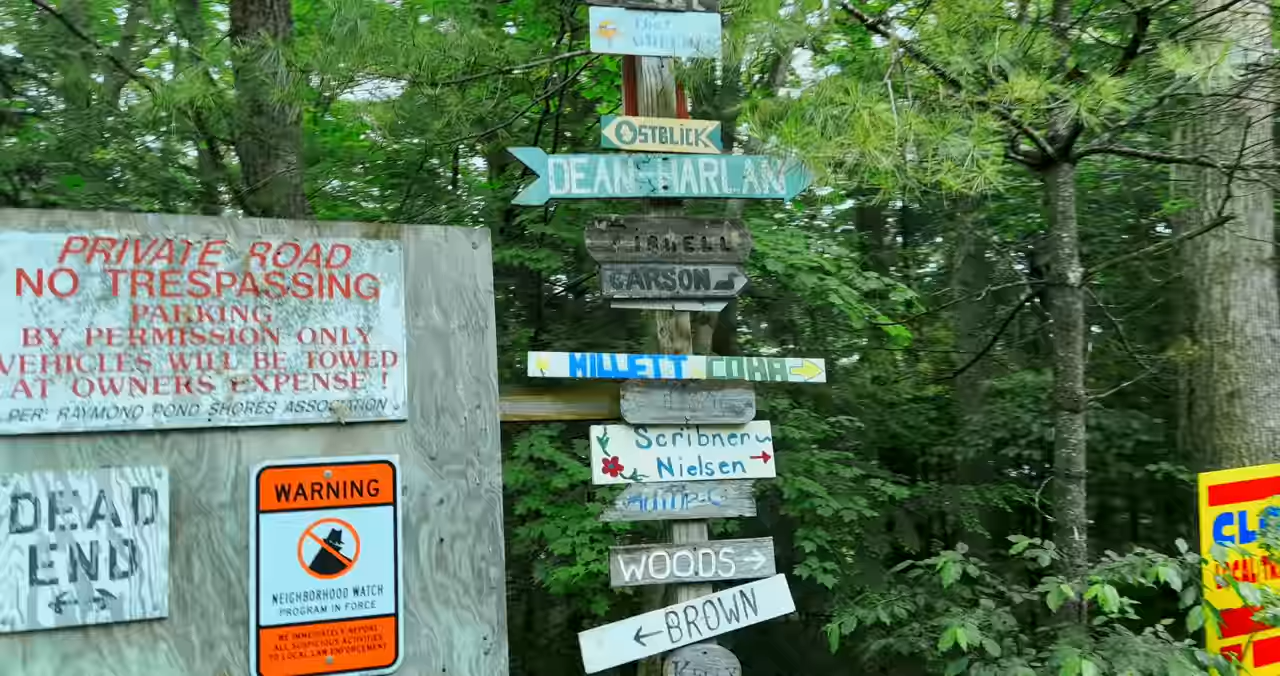 PRIVATE ROAD
NO TRESPASSING
PARKING
BY PERMISSION ONLY
VEHICLES WILL BE TOWED
AT OWNERS EXPENSE !
PER: RAYMOND POND SHORES ASSOCIATION
DEAD
END
WARNING
NEIGHBORHOOD WATCH
PROGRAM IN FORCE
WE IMMEDIATELY REPORT
ALL SUSPICIOUS ACTIVITIES
TO LOCAL LAW ENFORCEMENT
OSTBLICK
DEAN-HARLAN
CARSON
MILLETT
Scribner
Nielsen
WOODS
BROWN
KELLY